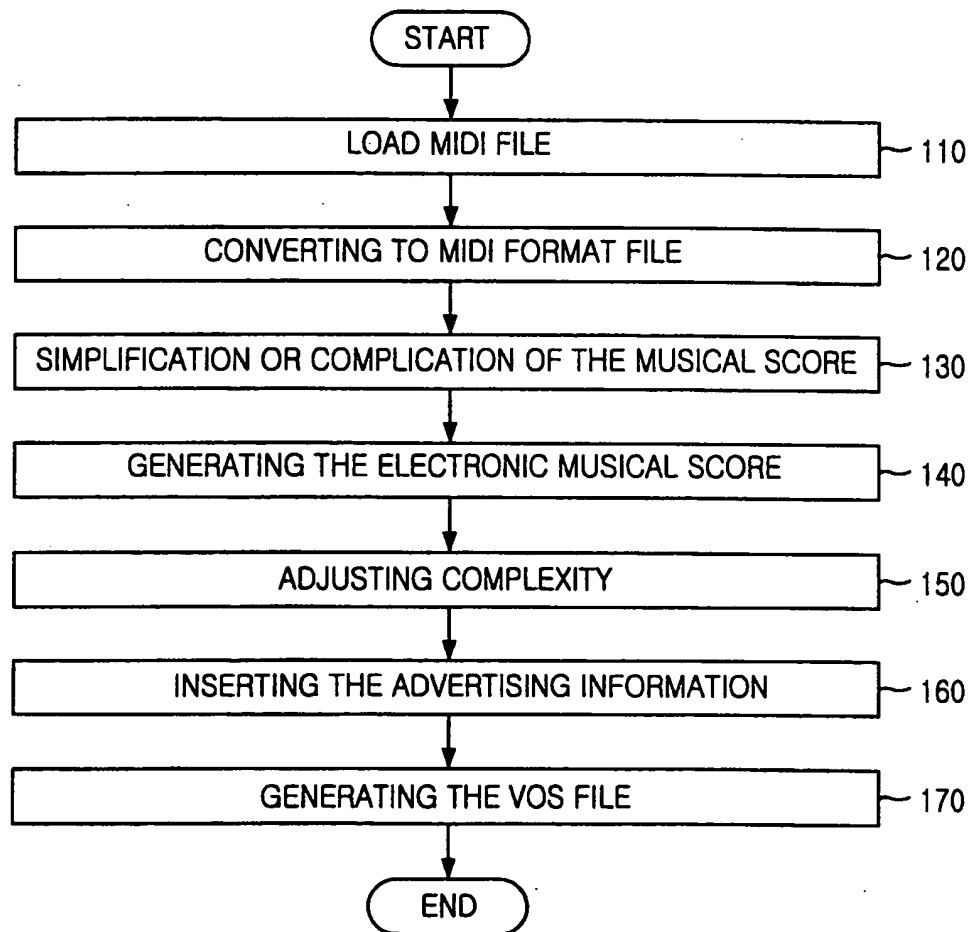 START
LOAD MIDI FILE
110
CONVERTING TO MIDI FORMAT FILE
120
SIMPLIFICATION OR COMPLICATION OF THE MUSICAL SCORE
130
GENERATING THE ELECTRONIC MUSICAL SCORE
140
ADJUSTING COMPLEXITY
150
INSERTING THE ADVERTISING INFORMATION
160
GENERATING THE VOS FILE
170
END